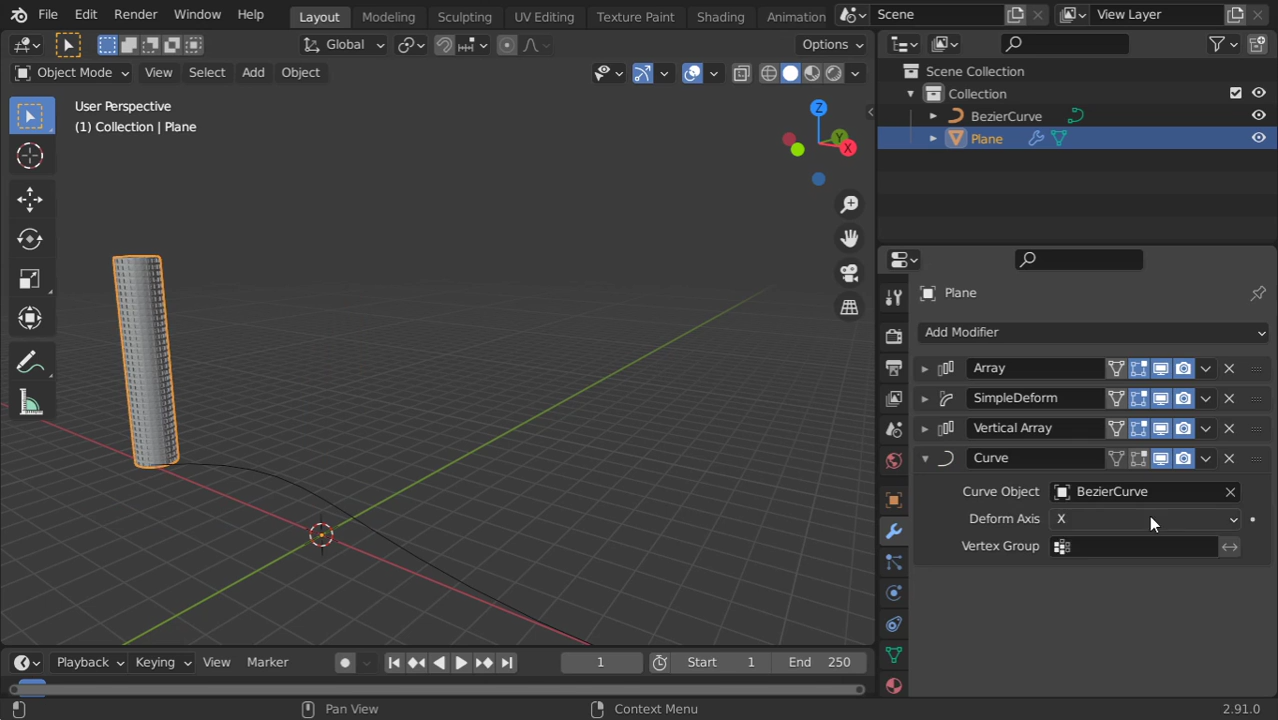 File Edit Render Window Help Layout Modeling Sculpting UV Editing Texture Paint Shading Animation Scene View Layer
Global Options
Object Mode View Select Add Object
User Perspective
(1) Collection | Plane
Z
Y
X
Scene Collection
Collection
BezierCurve
Plane
Plane
Add Modifier
Array
SimpleDeform
Vertical Array
Curve
Curve Object BezierCurve
Deform Axis X
Vertex Group
Playback Keying View Marker 1 Start 1 End 250
Pan View Context Menu 2.91.0